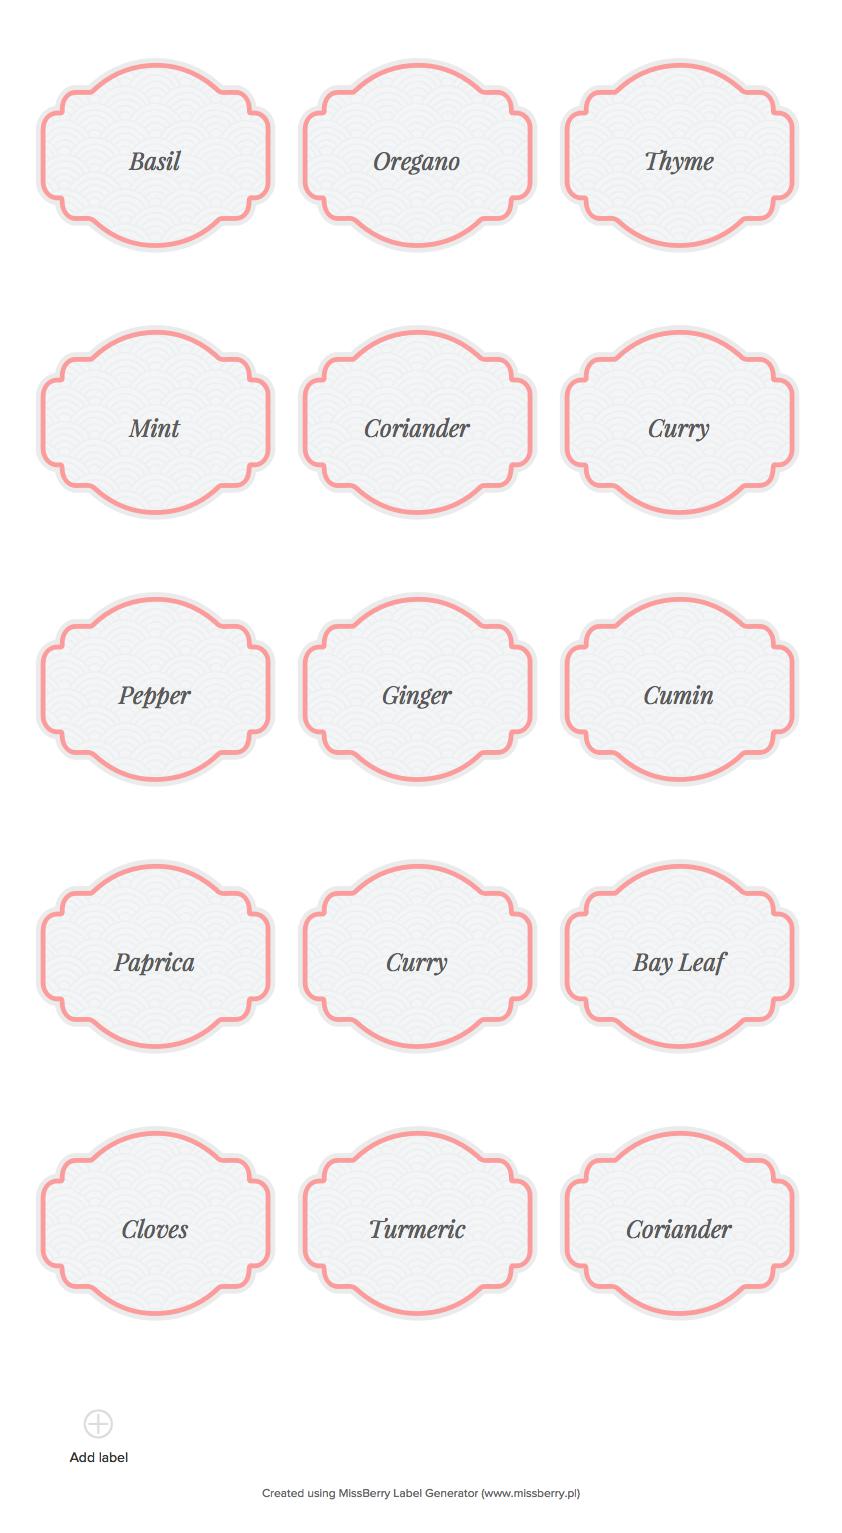 Basil
Oregano
Thyme
Mint
Coriander
Curry
Pepper
Ginger
Cumin
Paprica
Curry
Bay Leaf
Cloves
Turmeric
Coriander
Add label
Created using MissBerry Label Generator (www.missberry.pl)